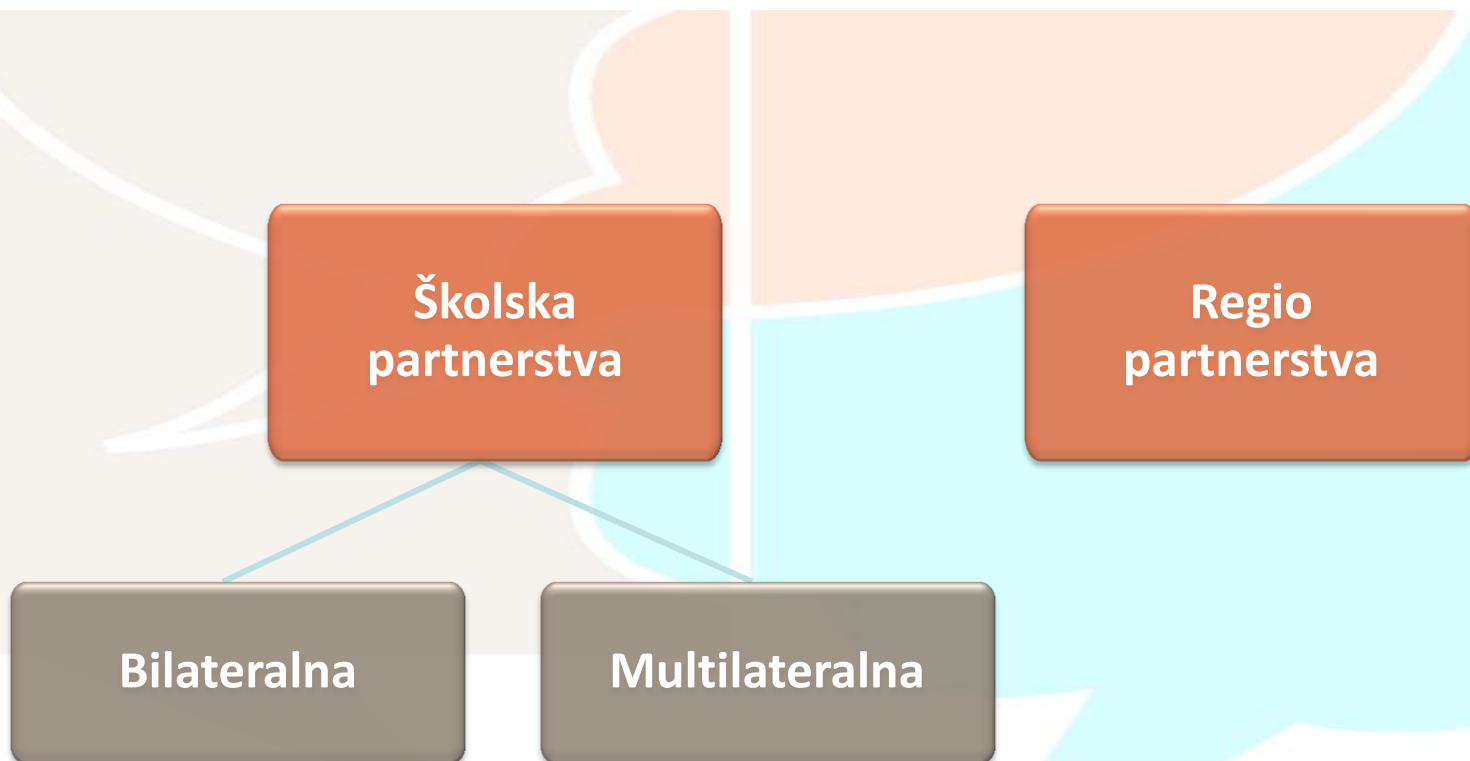 Školska
partnerstva
Regio
partnerstva
Bilateralna
Multilateralna